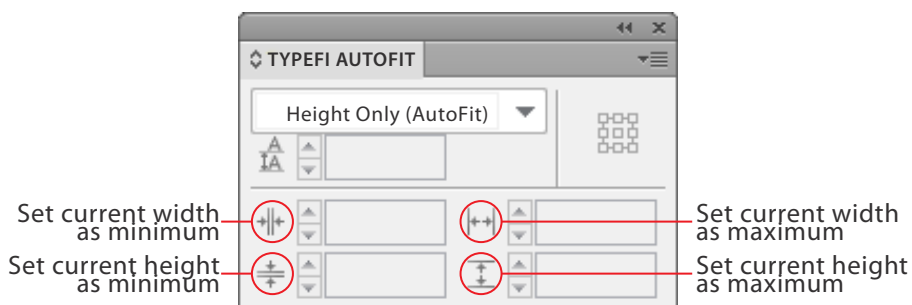 TYPEFI AUTOFIT
Height Only (AutoFit)
A
IA
Set current width
as minimum
Set current width
as maximum
Set current height
as minimum
Set current height
as maximum